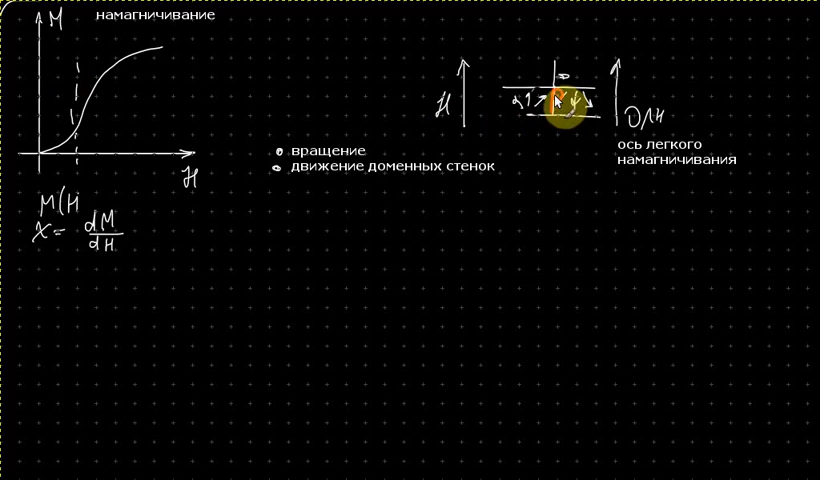 намагничивание
M
H
H
ОЛН
ось легкого
намагничивания
• вращение
• движение доменных стенок
M(H
χ = dM
dH